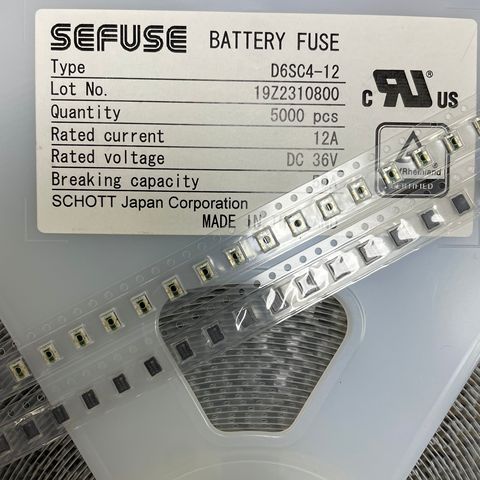 SEFUSE BATTERY FUSE
Type D6SC4-12
Lot No. 19Z2310800
Quantity 5000 pcs
Rated current 12A
Rated voltage DC 36V
Breaking capacity
SCHOTT Japan Corporation
MADE IN
C US
Rheinland
CERTIFIED